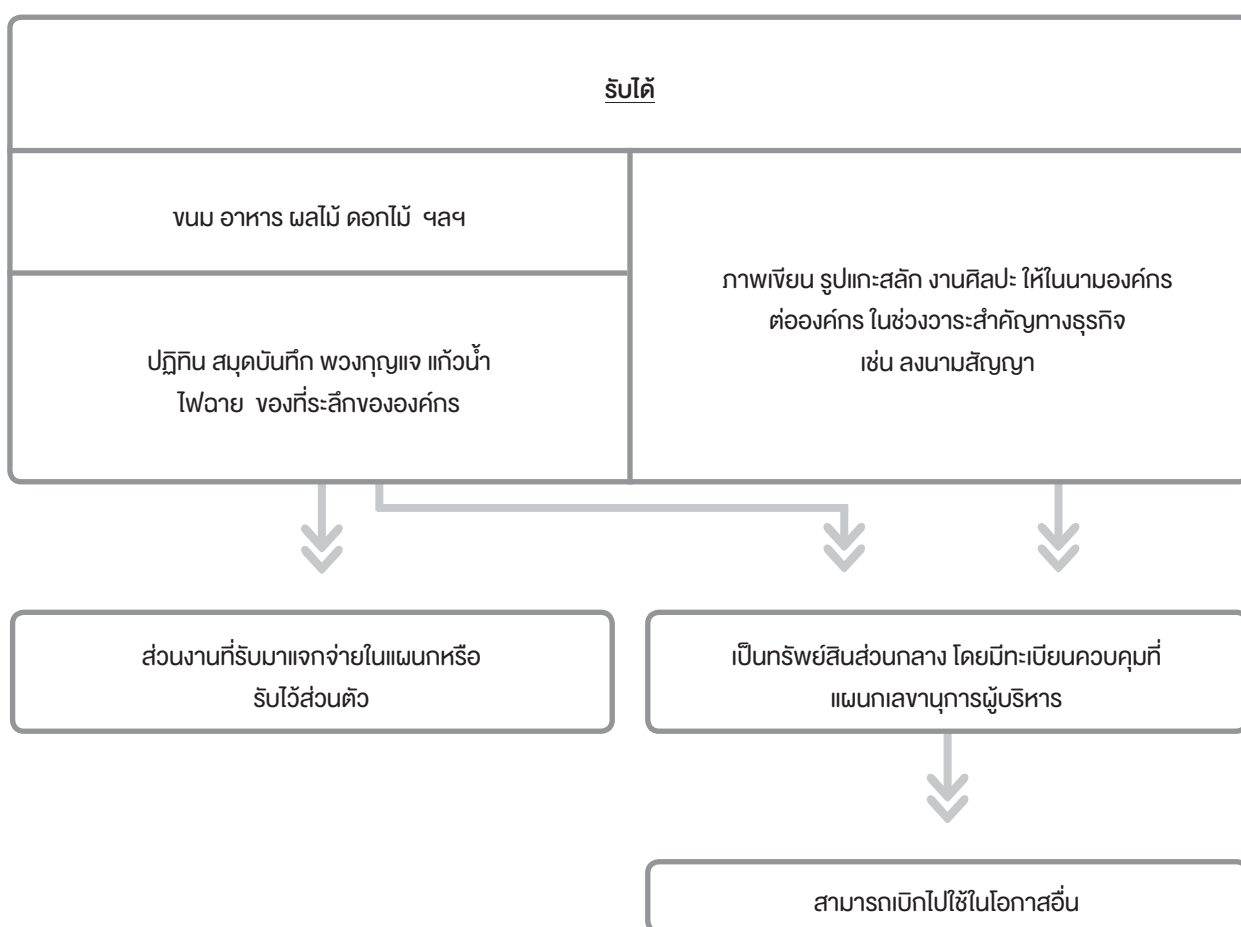 รับได้
ขนม อาหาร ผลไม้ ดอกไม้ ฯลฯ
ปฏิทิน สมุดบันทึก พวงกุญแจ แก้วน้ำ
ไฟฉาย ของที่ระลึกขององค์กร
ภาพเขียน รูปแกะสลัก งานศิลปะ ให้ในนามองค์กร
ต่อองค์กร ในช่วงวาระสำคัญทางธุรกิจ
เช่น ลงนามสัญญา
ส่วนงานที่รับมาแจกจ่ายในแผนกหรือ
รับไว้ส่วนตัว
เป็นทรัพย์สินส่วนกลาง โดยมีทะเบียนควบคุมที่
แผนกเลขานุการผู้บริหาร
สามารถเบิกไปใช้ในโอกาสอื่น